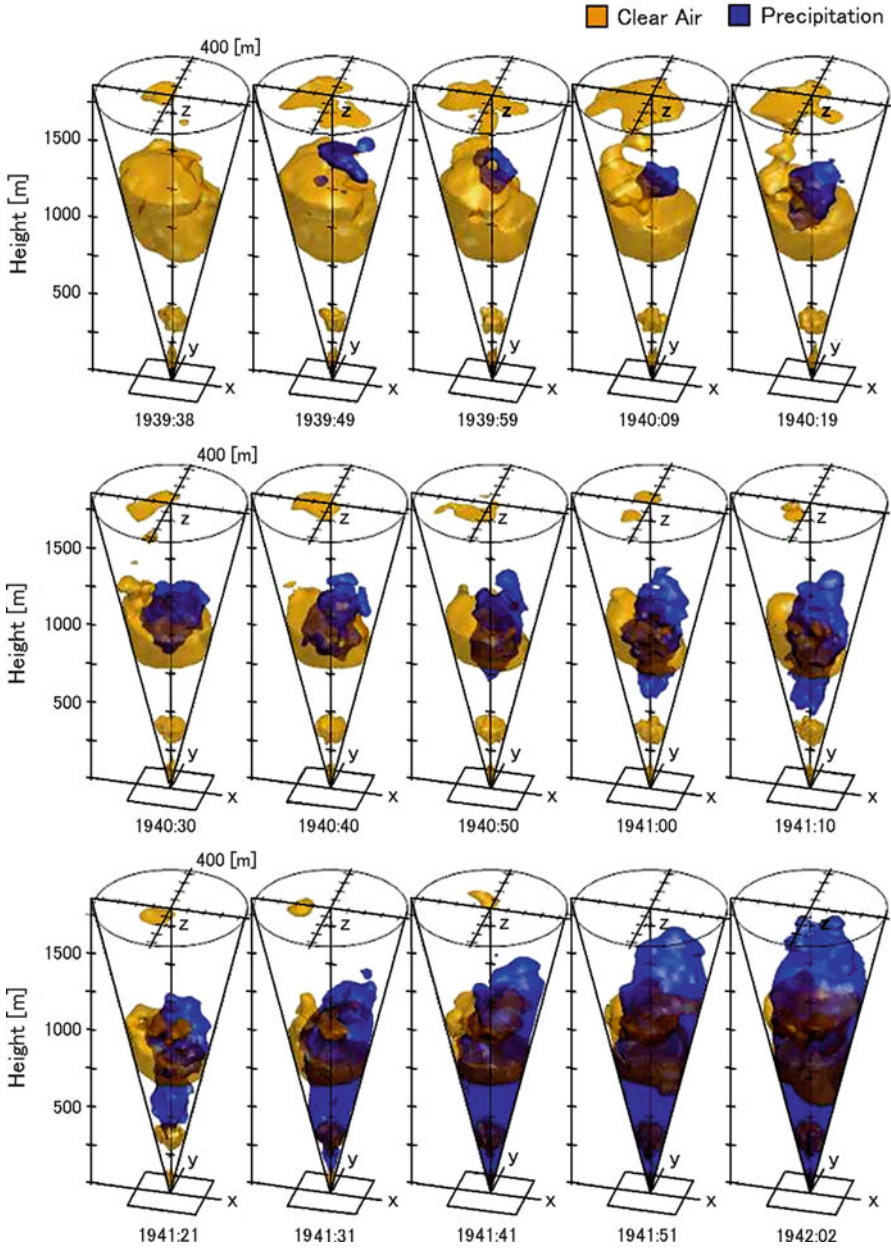 Clear Air Precipitation
400 [m]
z z z z z
1500
1000
500
Height [m]
y y y y y
x x x x x
1939:38 1939:49 1939:59 1940:09 1940:19
400 [m]
z z z z z
1500
1000
500
Height [m]
y y y y y
x x x x x
1940:30 1940:40 1940:50 1941:00 1941:10
400 [m]
z z z z z
1500
1000
500
Height [m]
y y y y y
x x x x x
1941:21 1941:31 1941:41 1941:51 1942:02